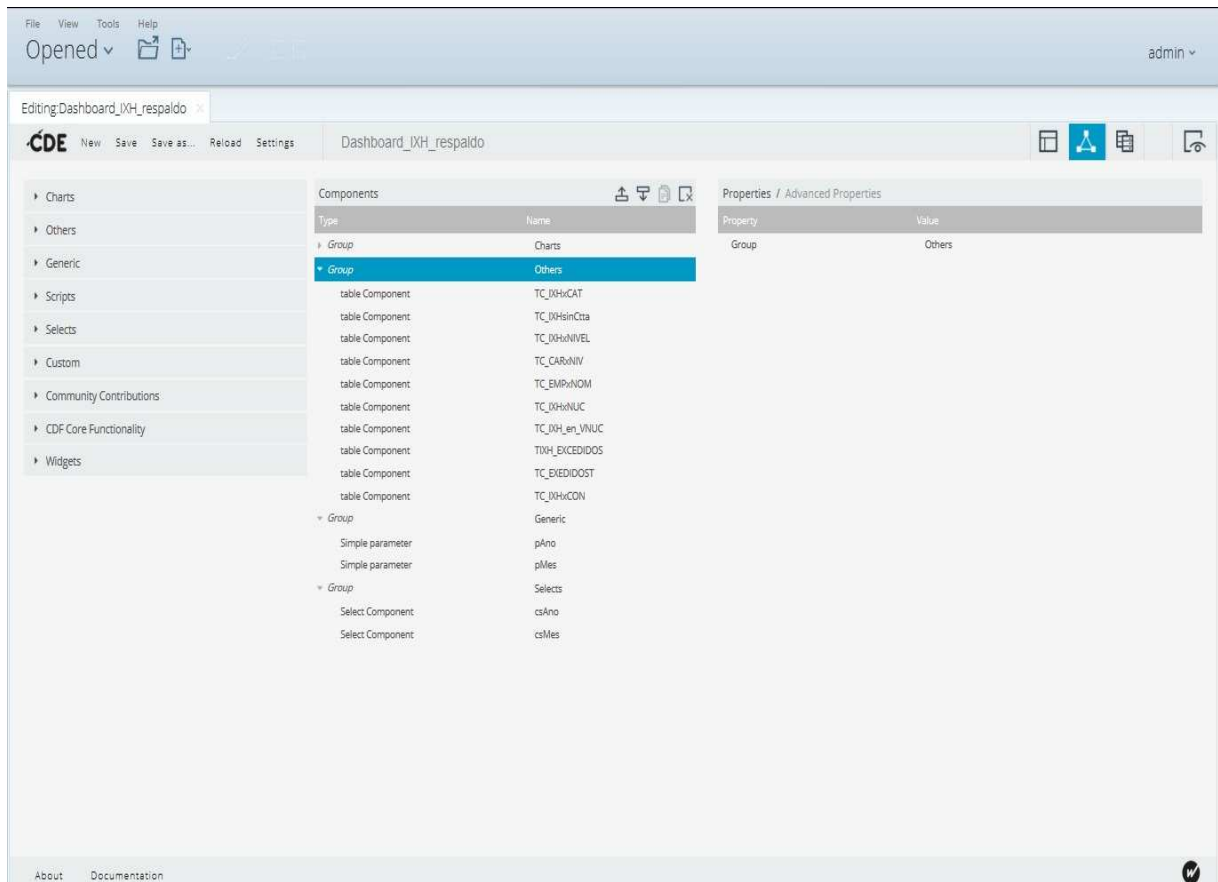 File View Tools Help
Opened
admin
Editing:Dashboard_IXH_respaldo ×
CDE New Save Save as... Reload Settings Dashboard_IXH_respaldo
Charts
Others
Generic
Scripts
Selects
Custom
Community Contributions
CDF Core Functionality
Widgets
Components
Type Name
Group Charts
Group Others
table Component TC_IXHxCAT
table Component TC_IXHsinCtta
table Component TC_IXHxNIVEL
table Component TC_CARxNIV
table Component TC_EMPxNOM
table Component TC_IXHxNUC
table Component TC_IXH_en_VNUC
table Component TIXH_EXCEDIDOS
table Component TC_EXEDIDOST
table Component TC_IXHxCON
Group Generic
Simple parameter pAno
Simple parameter pMes
Group Selects
Select Component csAno
Select Component csMes
Properties / Advanced Properties
Property Value
Group Others
About Documentation